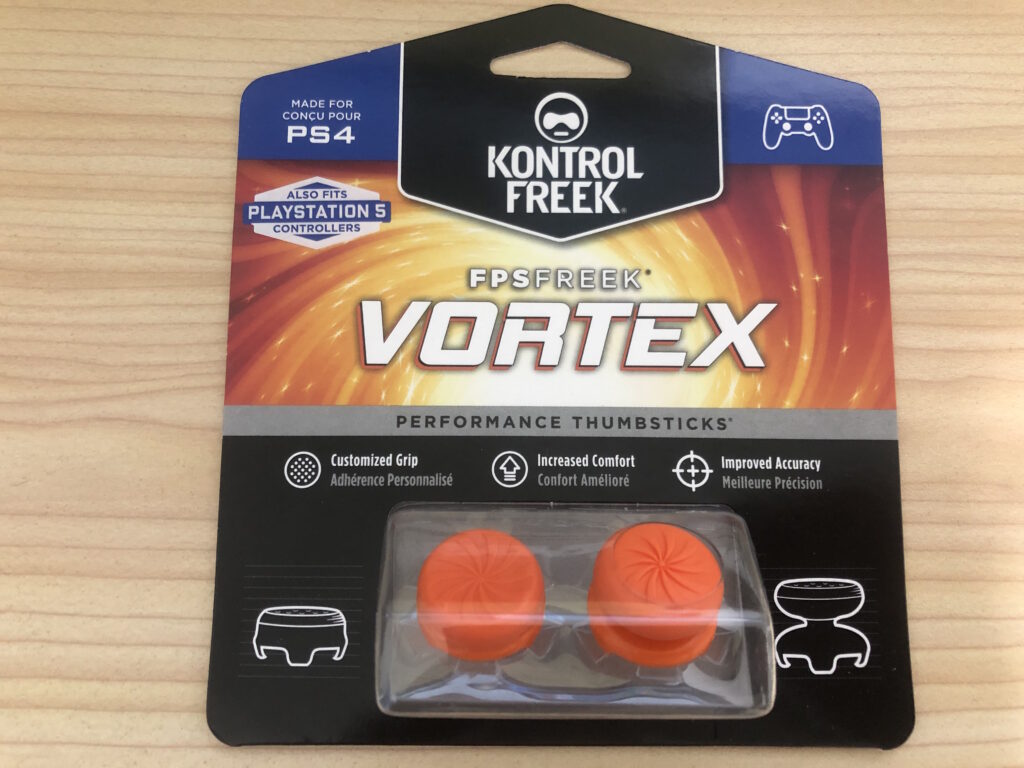 MADE FOR
CONÇU POUR
PS4
KONTROL
FREEK®
ALSO FITS
PLAYSTATION 5
CONTROLLERS
FPSFREEK®
VORTEX
PERFORMANCE THUMBSTICKS®
Customized Grip
Adhérence Personnalisé
Increased Comfort
Confort Amélioré
Improved Accuracy
Meilleure Précision